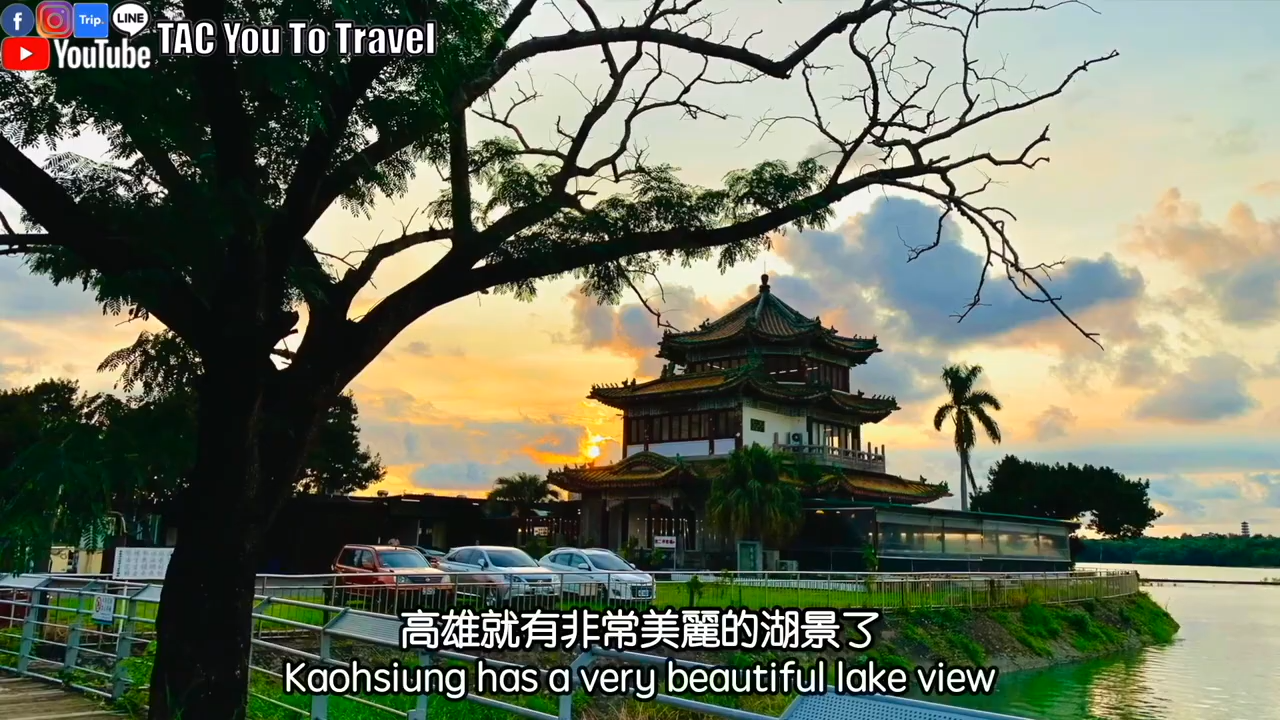 f
Trip.
LINE
YouTube
TAC You To Travel
高雄就有非常美麗的湖景了
Kaohsiung has a very beautiful lake view